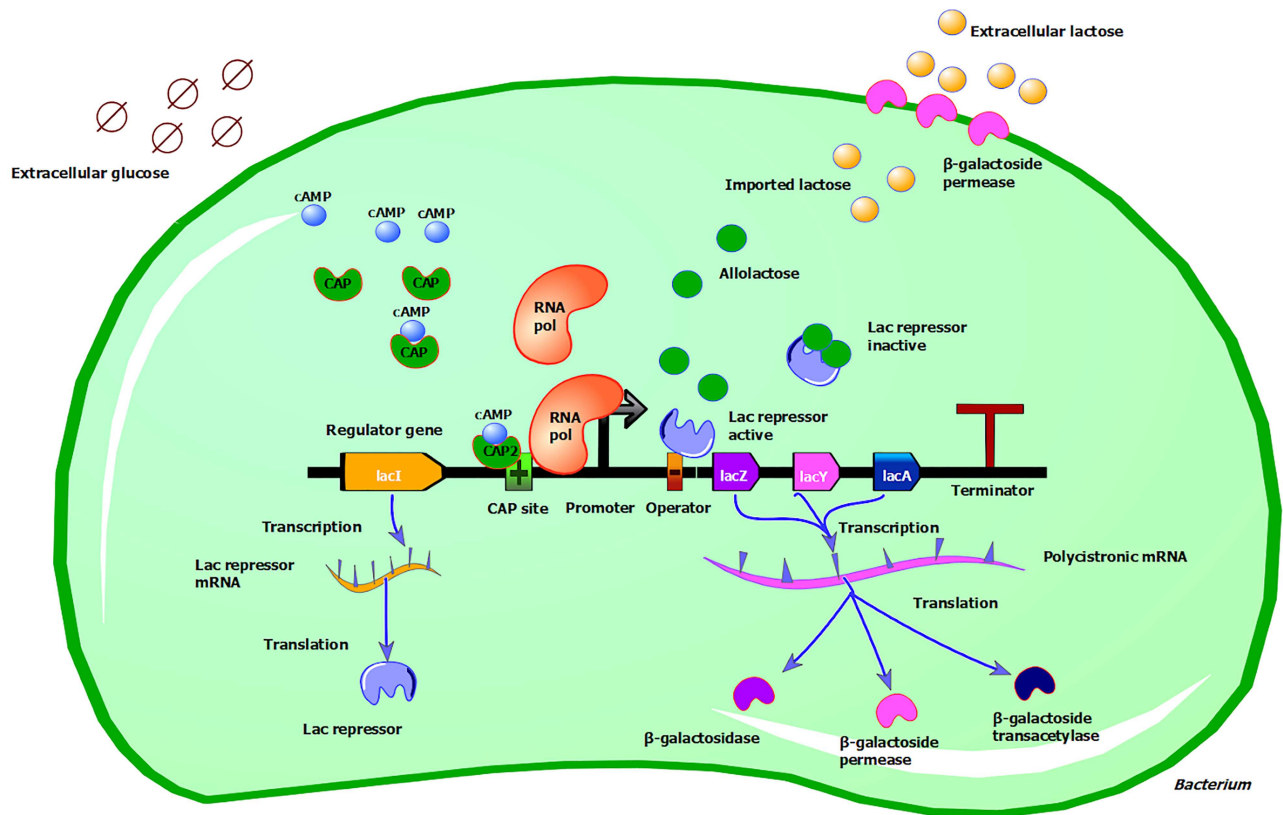 Extracellular lactose
Extracellular glucose
β-galactoside
permease
Imported lactose
cAMP
cAMP
cAMP
Allolactose
CAP
CAP
RNA
pol
cAMP
CAP
Lac repressor
inactive
cAMP
CAP2
RNA
pol
Lac repressor
active
Regulator gene
lacI
+
-
lacZ
lacY
lacA
CAP site
Promoter
Operator
Terminator
Transcription
Transcription
Lac repressor
mRNA
Polycistronic mRNA
Translation
Translation
Lac repressor
β-galactosidase
β-galactoside
permease
β-galactoside
transacetylase
Bacterium